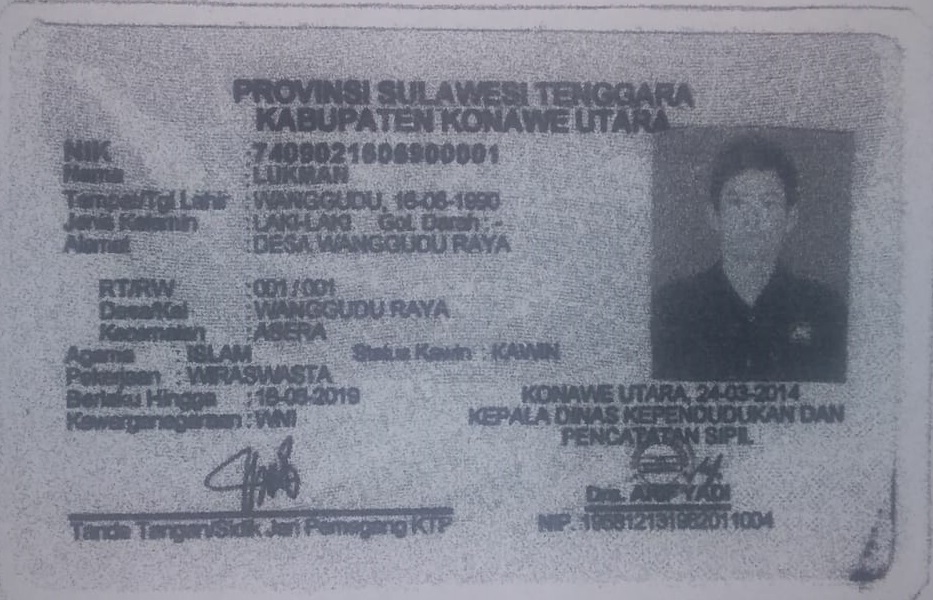 PROVINSI SULAWESI TENGGARA
KABUPATEN KONAWE UTARA
NIK : 7409021606900001
Nama : LUKMAN
Tempat/Tgl Lahir : WANGGUDU, 16-06-1990
Jenis Kelamin : LAKI-LAKI Gol. Darah : -
Alamat : DESA WANGGUDU RAYA
RT/RW : 001 / 001
Desa/Kel : WANGGUDU RAYA
Kecamatan : ASERA
Agama : ISLAM Status Kawin : KAWIN
Pekerjaan : WIRASWASTA
Berlaku Hingga : 16-06-2019
Kewarganegaraan : WNI
KONAWE UTARA, 24-03-2014
KEPALA DINAS KEPENDUDUKAN DAN
PENCATATAN SIPIL
Drs. ARIFYADI
Tanda Tangan/Sidik Jari Pemegang KTP
NIP.